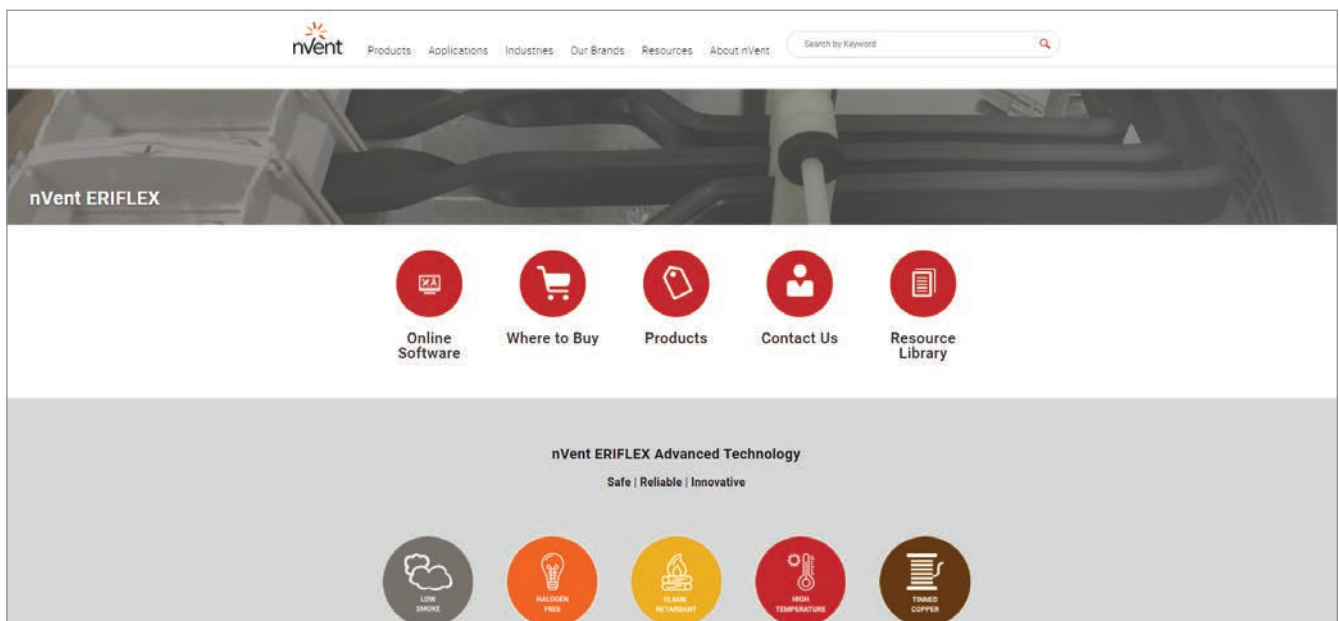 nvent
Products Applications Industries Our Brands Resources About nVent
Search by Keyword
nVent ERIFLEX
Online
Software
Where to Buy
Products
Contact Us
Resource
Library
nVent ERIFLEX Advanced Technology
Safe | Reliable | Innovative
LOW
SMOKE
HALOGEN
FREE
FLAME
RETARDANT
HIGH
TEMPERATURE
TINNED
COPPER